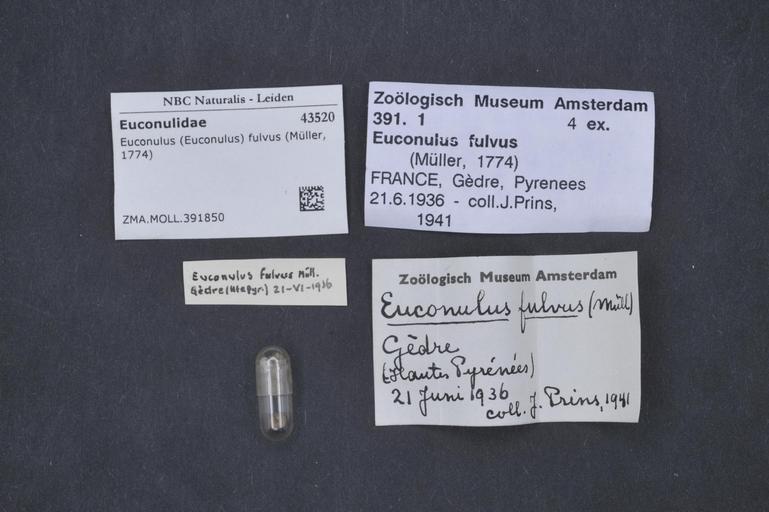 NBC Naturalis - Leiden
Euconulidae 43520
Euconulus (Euconulus) fulvus (Müller,
1774)
ZMA.MOLL.391850
Zoölogisch Museum Amsterdam
391. 1 4 ex.
Euconulus fulvus
(Müller, 1774)
FRANCE, Gèdre, Pyrenees
21.6.1936 - coll.J.Prins,
1941
Euconulus fulvus Müll.
Gèdre (Hte Pyr.) 21-VI-1936
Zoölogisch Museum Amsterdam
Euconulus fulvus (Müll)
Gèdre
(Hautes Pyrénées)
21 Juni 1936
coll. J. Prins, 1941